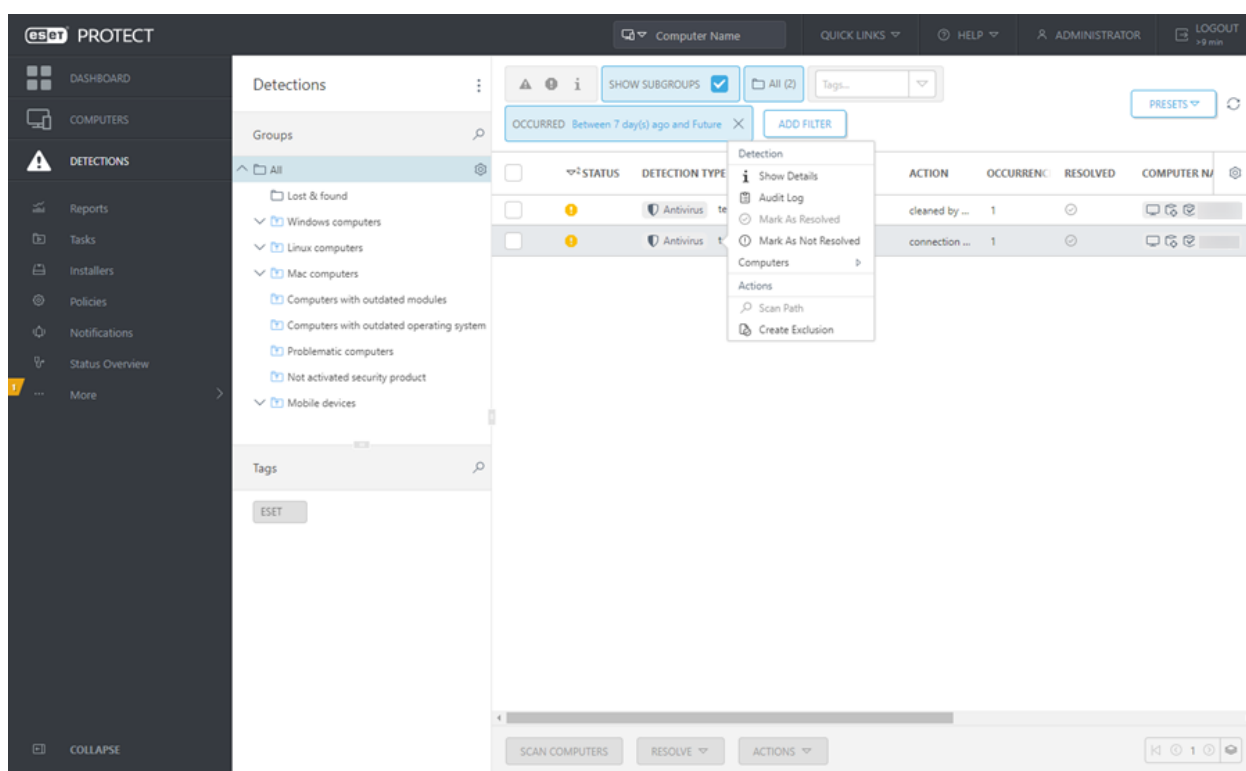 eset PROTECT
Computer Name
QUICK LINKS
HELP
ADMINISTRATOR
LOGOUT
>9 min
DASHBOARD
COMPUTERS
DETECTIONS
Reports
Tasks
Installers
Policies
Notifications
Status Overview
1
More
COLLAPSE
Detections
Groups
All
Lost & found
Windows computers
Linux computers
Mac computers
Computers with outdated modules
Computers with outdated operating system
Problematic computers
Not activated security product
Mobile devices
Tags
ESET
SHOW SUBGROUPS
All (2)
Tags...
PRESETS
OCCURRED Between 7 day(s) ago and Future
ADD FILTER
STATUS DETECTION TYPE ACTION OCCURRENC RESOLVED COMPUTER NA
Antivirus te cleaned by ... 1
Antivirus t connection ... 1
Detection
Show Details
Audit Log
Mark As Resolved
Mark As Not Resolved
Computers
Actions
Scan Path
Create Exclusion
SCAN COMPUTERS
RESOLVE
ACTIONS
1